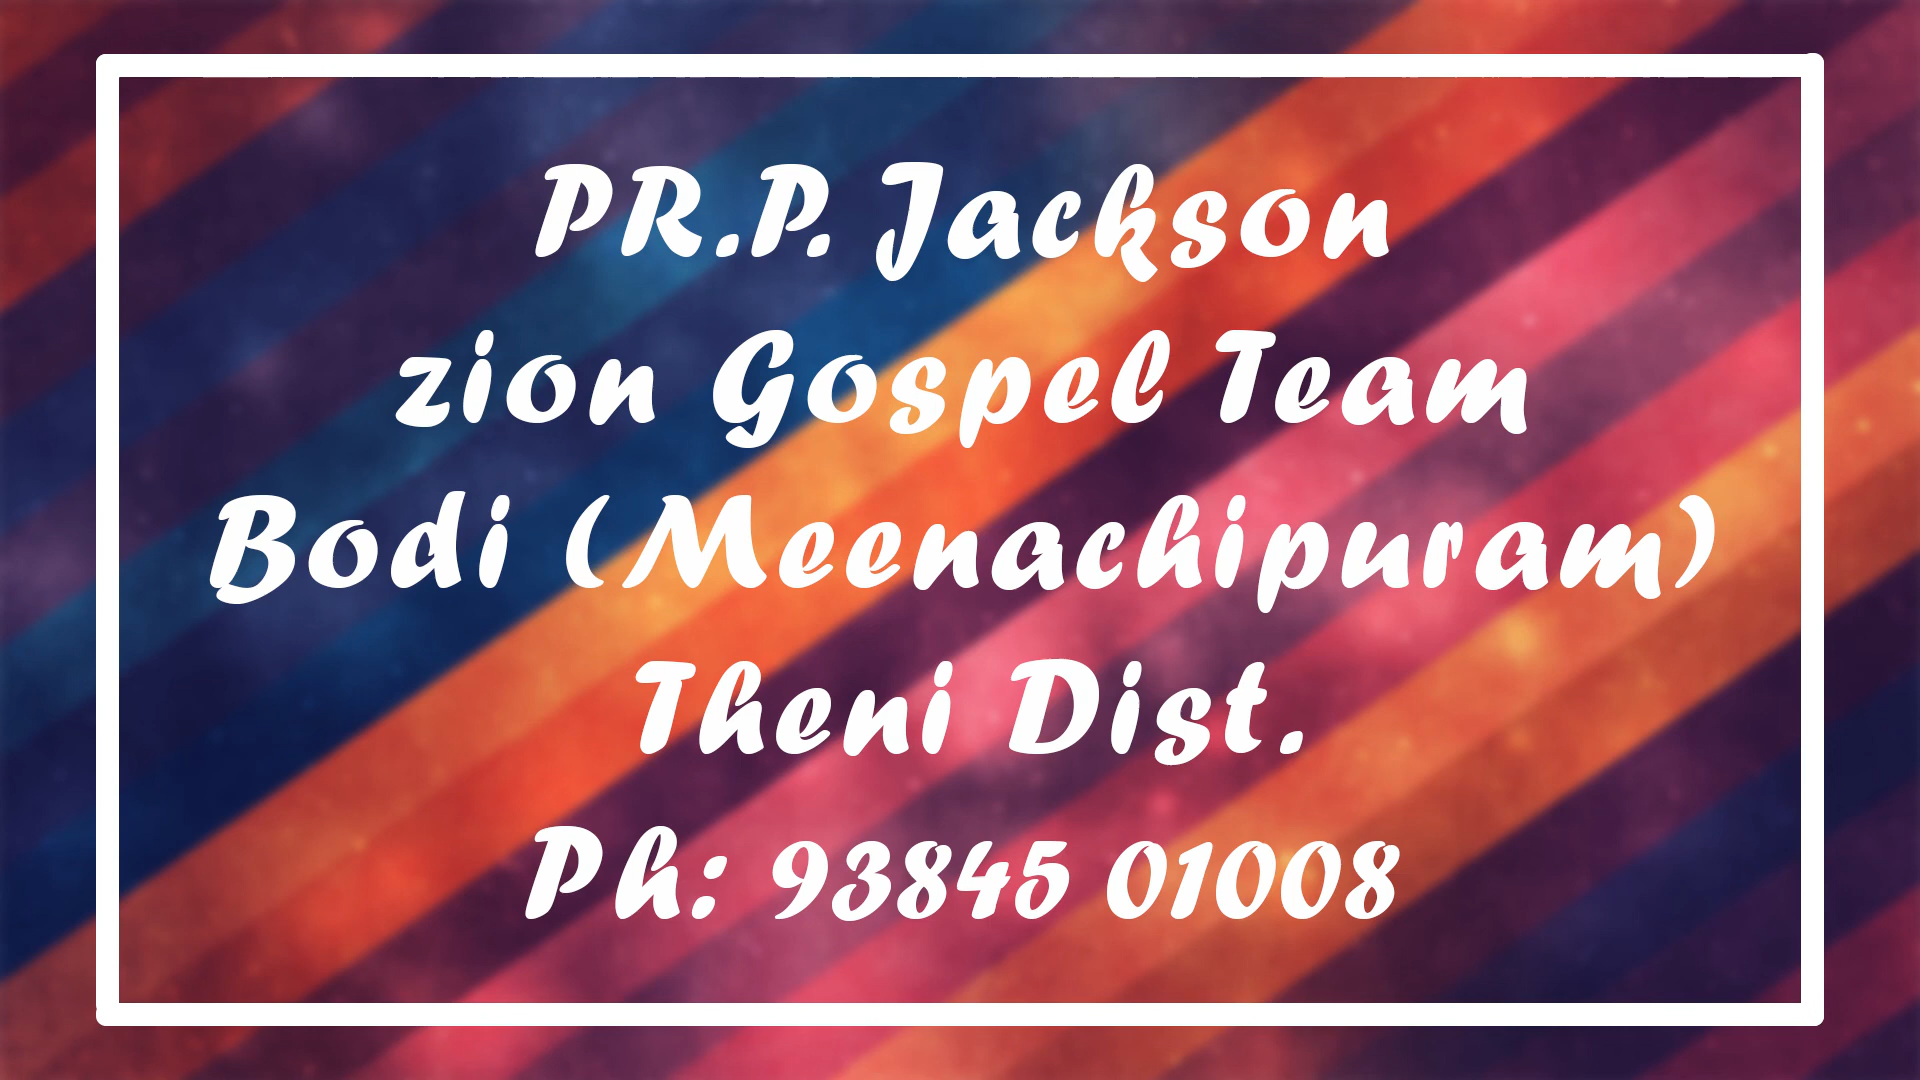 PR.P. Jackson
zion Gospel Team
Bodi (Meenachipuram)
Theni Dist.
Ph: 93845 01008